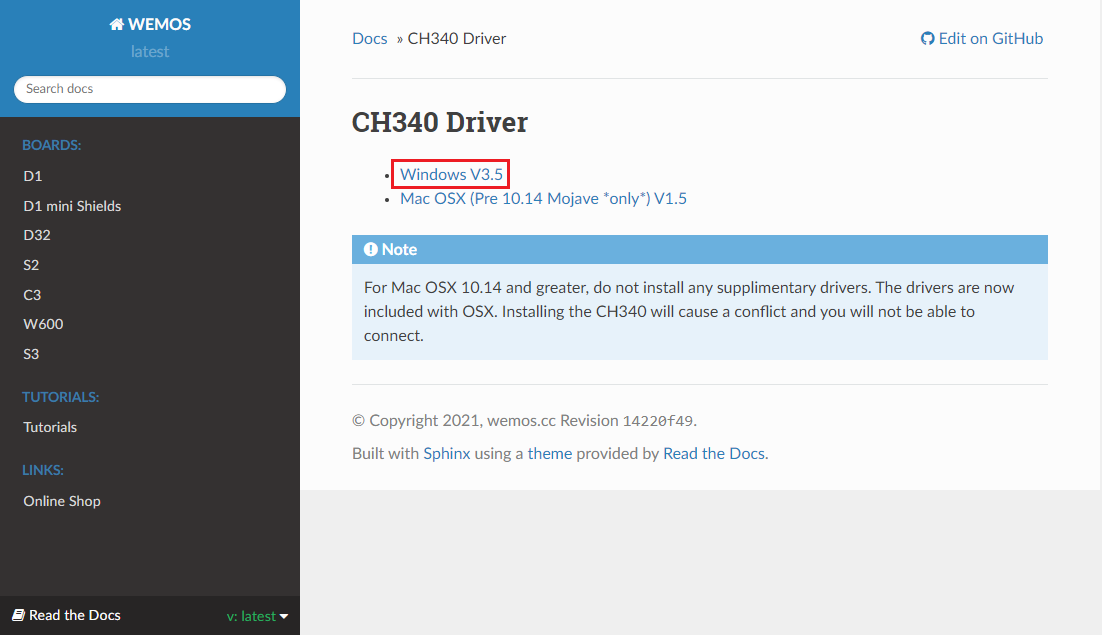 WEMOS
latest
Search docs
BOARDS:
D1
D1 mini Shields
D32
S2
C3
W600
S3
TUTORIALS:
Tutorials
LINKS:
Online Shop
Read the Docs v: latest
Docs » CH340 Driver
Edit on GitHub
CH340 Driver
Windows V3.5
Mac OSX (Pre 10.14 Mojave *only*) V1.5
Note
For Mac OSX 10.14 and greater, do not install any supplimentary drivers. The drivers are now
included with OSX. Installing the CH340 will cause a conflict and you will not be able to
connect.
© Copyright 2021, wemos.cc Revision 14220f49.
Built with Sphinx using a theme provided by Read the Docs.